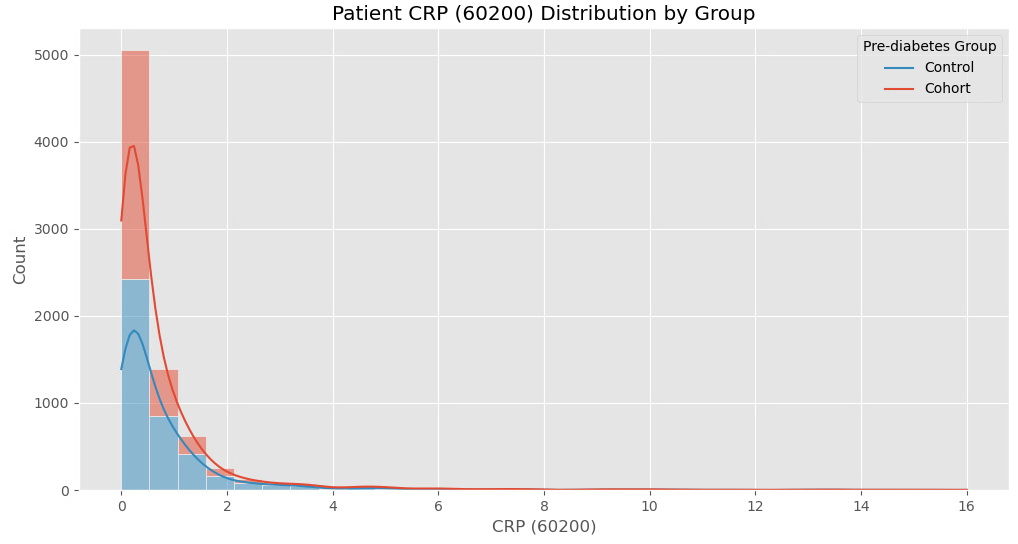 Patient CRP (60200) Distribution by Group
Pre-diabetes Group
Control
Cohort
Count
5000
4000
3000
2000
1000
0
0 2 4 6 8 10 12 14 16
CRP (60200)